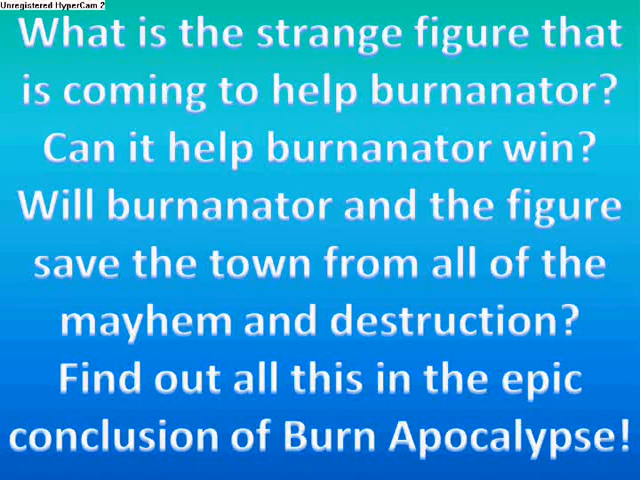 Unregistered HyperCam 2
What is the strange figure that
is coming to help burnanator?
Can it help burnanator win?
Will burnanator and the figure
save the town from all of the
mayhem and destruction?
Find out all this in the epic
conclusion of Burn Apocalypse!